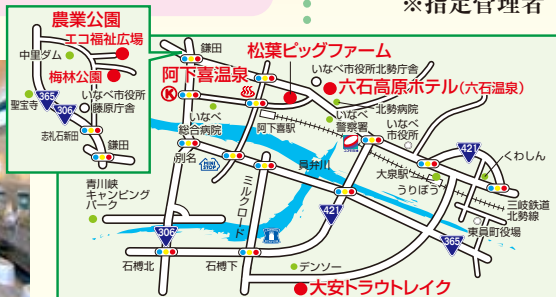 ※指定管理者
農業公園
エコ福祉広場
中里ダム
梅林公園
いなべ市役所
藤原庁舎
聖宝寺
365
306
志礼石新田
鎌田
鎌田
松葉ピッグファーム
いなべ市役所北勢庁舎
阿下喜温泉
六石高原ホテル(六石温泉)
K
いなべ
総合病院
阿下喜駅
北勢病院
いなべ
警察署
いなべ
市役所
421
別名
員弁川
大泉駅
うりぼう
くわしん
青川峡
キャンピング
パーク
ミルクロード
421
三岐鉄道
北勢線
東員町役場
306
365
石榑北
石榑下
デンソー
大安トラウトレイク